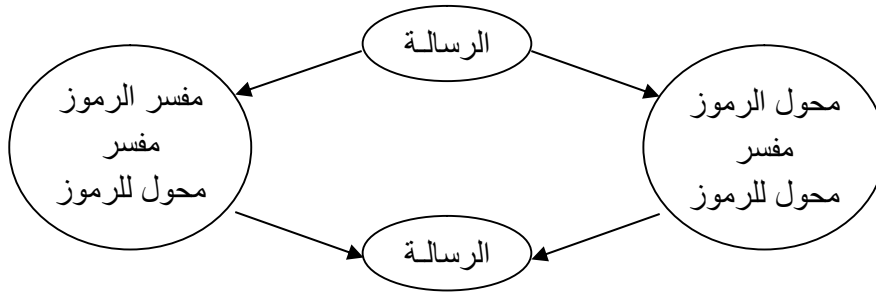 الرسالـة
محول الرموز
مفسر
محول للرموز
مفسر الرموز
مفسر
محول للرموز
الرسالـة